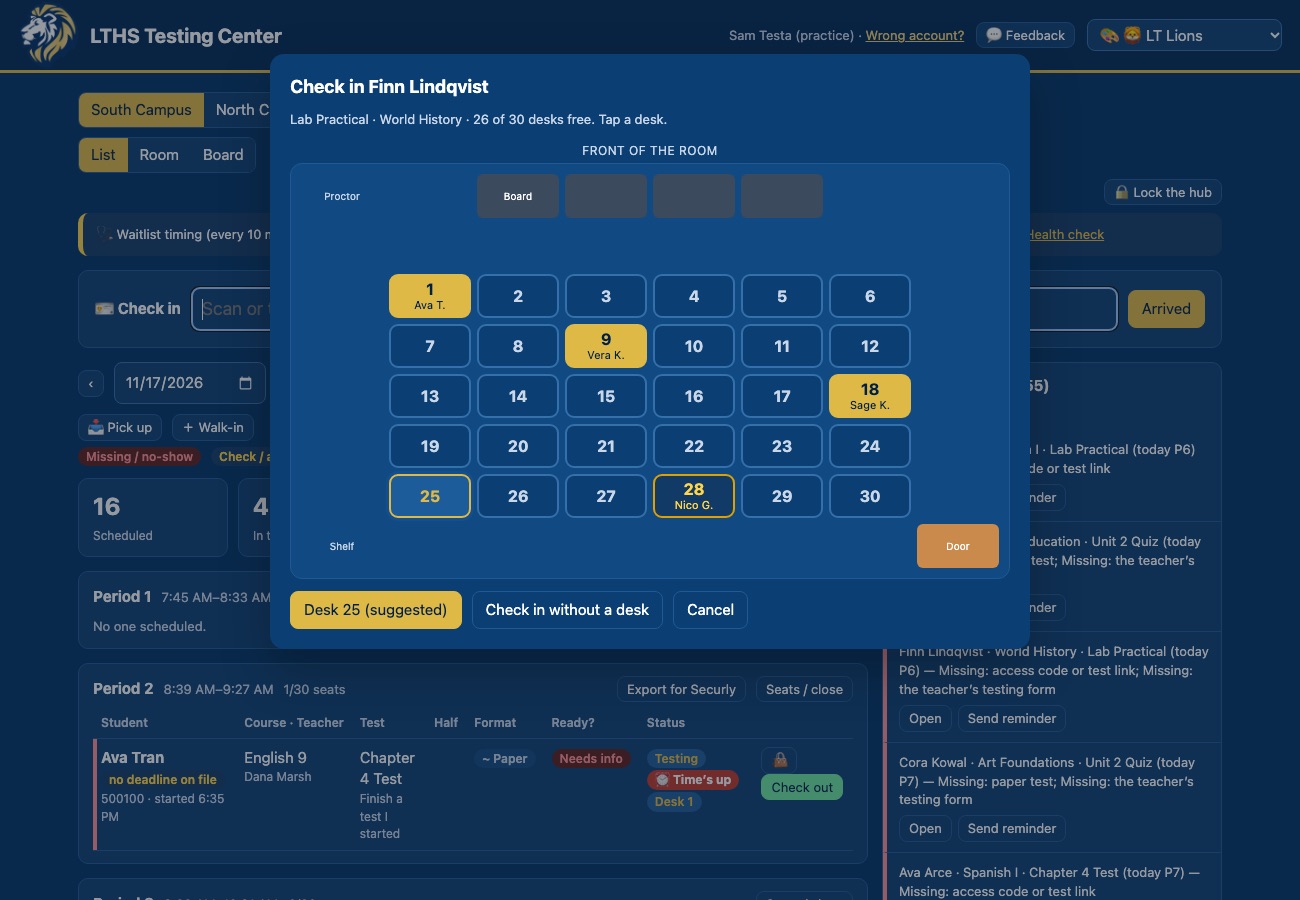 LTHS Testing Center
Sam Testa (practice) · Wrong account?
💬 Feedback
🎨 🦁 LT Lions
South Campus
North C
List
Room
Board
🔒 Lock the hub
Waitlist timing (every 10 m
Health check
🪪 Check in
Scan or t
Arrived
‹
11/17/2026
📥 Pick up
+ Walk-in
Missing / no-show
Check / a
16
Scheduled
4
In t
Period 1 7:45 AM–8:33 AM
No one scheduled.
Check in Finn Lindqvist
Lab Practical · World History · 26 of 30 desks free. Tap a desk.
FRONT OF THE ROOM
Proctor
Board
1
Ava T.
2
3
4
5
6
7
8
9
Vera K.
10
11
12
13
14
15
16
17
18
Sage K.
19
20
21
22
23
24
25
26
27
28
Nico G.
29
30
Shelf
Door
Desk 25 (suggested)
Check in without a desk
Cancel
Period 2 8:39 AM–9:27 AM 1/30 seats
Export for Securly
Seats / close
Student
Course · Teacher
Test
Half
Format
Ready?
Status
Ava Tran
no deadline on file
500100 · started 6:35
PM
English 9
Dana Marsh
Chapter
4 Test
Finish a
test I
started
~ Paper
Needs info
Testing
⏰ Time’s up
Desk 1
🔒
Check out
55)
I · Lab Practical (today P6)
de or test link
nder
ducation · Unit 2 Quiz (today
test; Missing: the teacher’s
nder
Finn Lindqvist · World History · Lab Practical (today
P6) — Missing: access code or test link; Missing:
the teacher’s testing form
Open
Send reminder
Cora Kowal · Art Foundations · Unit 2 Quiz (today
P7) — Missing: paper test; Missing: the teacher’s
testing form
Open
Send reminder
Ava Arce · Spanish I · Chapter 4 Test (today P7) —
Missing: access code or test link